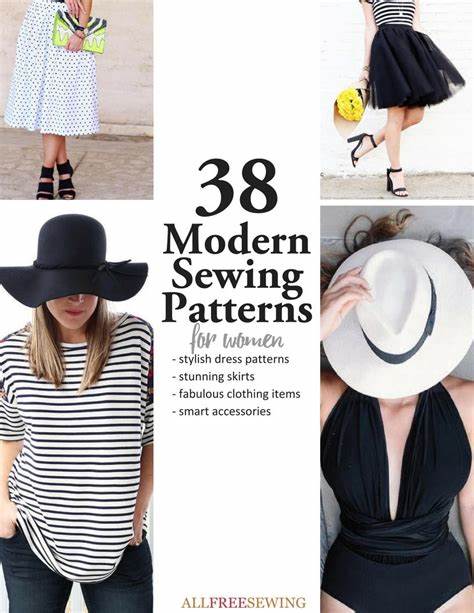 38
Modern
Sewing
Patterns
for women
- stylish dress patterns
- stunning skirts
- fabulous clothing items
- smart accessories
ALLFREESEWING